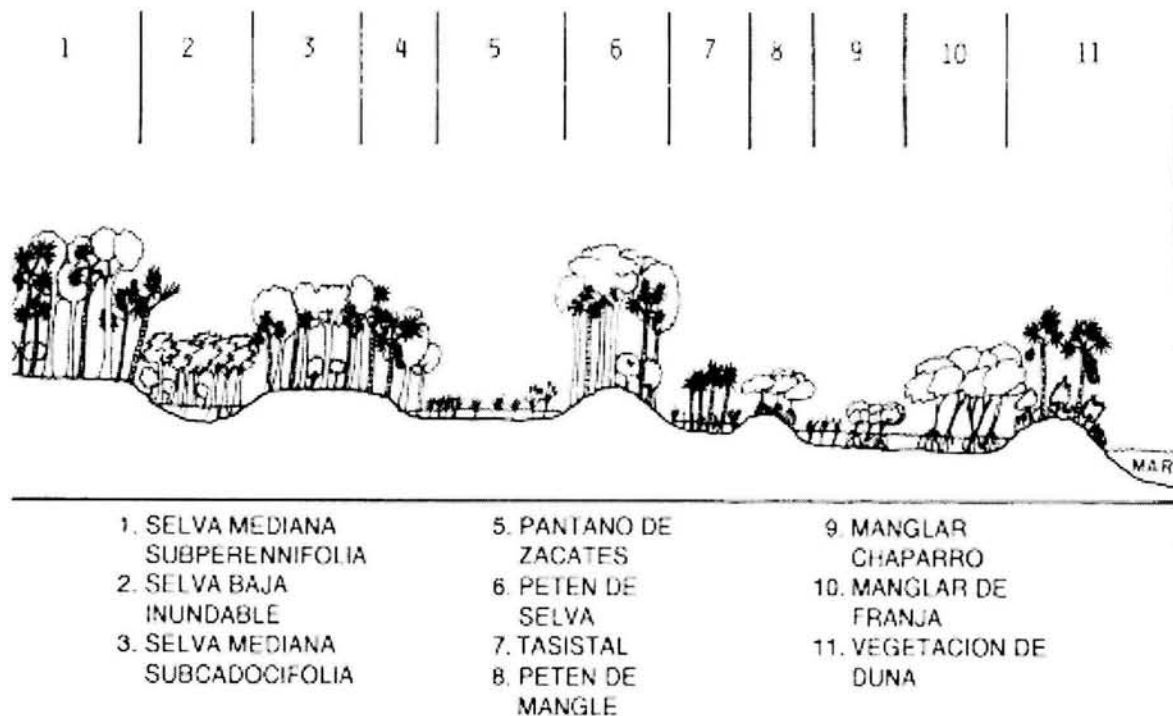 1 2 3 4 5 6 7 8 9 10 11
MAR
1. SELVA MEDIANA
SUBPERENNIFOLIA
2. SELVA BAJA
INUNDABLE
3. SELVA MEDIANA
SUBCADOCIFOLIA
5. PANTANO DE
ZACATES
6. PETEN DE
SELVA
7. TASISTAL
8. PETEN DE
MANGLE
9. MANGLAR
CHAPARRO
10. MANGLAR DE
FRANJA
11. VEGETACION DE
DUNA